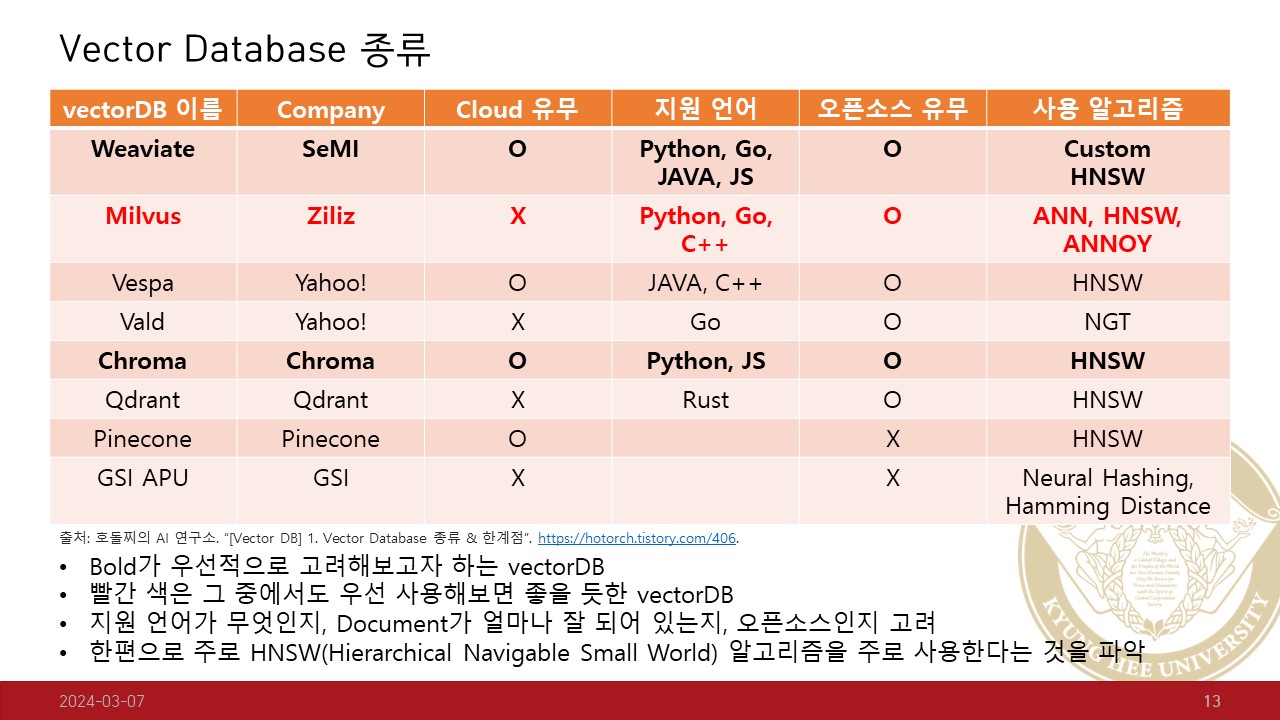 Vector Database 종류
vectorDB 이름 Company Cloud 유무 지원 언어 오픈소스 유무 사용 알고리즘
Weaviate SeMI O Python, Go, JAVA, JS O Custom HNSW
Milvus Ziliz X Python, Go, C++ O ANN, HNSW, ANNOY
Vespa Yahoo! O JAVA, C++ O HNSW
Vald Yahoo! X Go O NGT
Chroma Chroma O Python, JS O HNSW
Qdrant Qdrant X Rust O HNSW
Pinecone Pinecone O X HNSW
GSI APU GSI X X Neural Hashing, Hamming Distance
출처: 호돌찌의 AI 연구소. "[Vector DB] 1. Vector Database 종류 & 한계점". https://hotorch.tistory.com/406.
• Bold가 우선적으로 고려해보고자 하는 vectorDB
• 빨간 색은 그 중에서도 우선 사용해보면 좋을 듯한 vectorDB
• 지원 언어가 무엇인지, Document가 얼마나 잘 되어 있는지, 오픈소스인지 고려
• 한편으로 주로 HNSW(Hierarchical Navigable Small World) 알고리즘을 주로 사용한다는 것을 파악
KYUNG HEE UNIVERSITY
2024-03-07
13